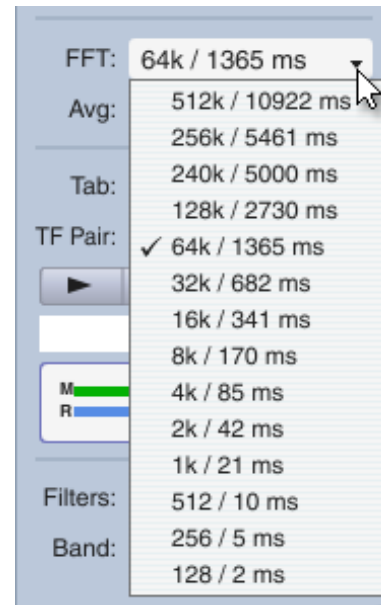 FFT: 64k / 1365 ms
512k / 10922 ms
Avg:
256k / 5461 ms
240k / 5000 ms
Tab:
128k / 2730 ms
TF Pair:
✓ 64k / 1365 ms
32k / 682 ms
16k / 341 ms
8k / 170 ms
M
4k / 85 ms
R
2k / 42 ms
1k / 21 ms
Filters:
512 / 10 ms
256 / 5 ms
Band:
128 / 2 ms